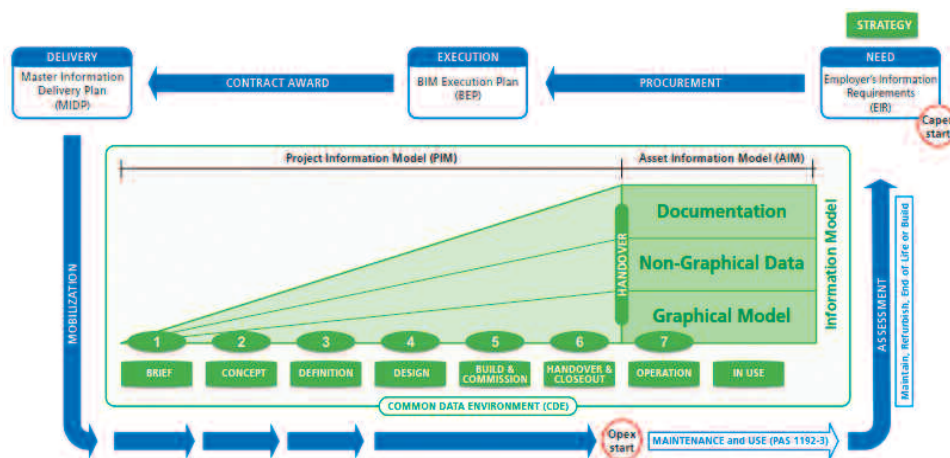 STRATEGY
DELIVERY
Master Information
Delivery Plan
(MIDP)
CONTRACT AWARD
EXECUTION
BIM Execution Plan
(BEP)
PROCUREMENT
NEED
Employer's Information
Requirements
(EIR)
Capex
start
Project Information Model (PIM)
Asset Information Model (AIM)
MOBILIZATION
HANDOVER
Documentation
Non-Graphical Data
Graphical Model
Information Model
ASSESSMENT
Maintain, Refurbish, End of Life or Build
1
2
3
4
5
6
7
BRIEF
CONCEPT
DEFINITION
DESIGN
BUILD &
COMMISSION
HANDOVER &
CLOSEOUT
OPERATION
IN USE
COMMON DATA ENVIRONMENT (CDE)
Opex
start
MAINTENANCE and USE (PAS 1192-3)